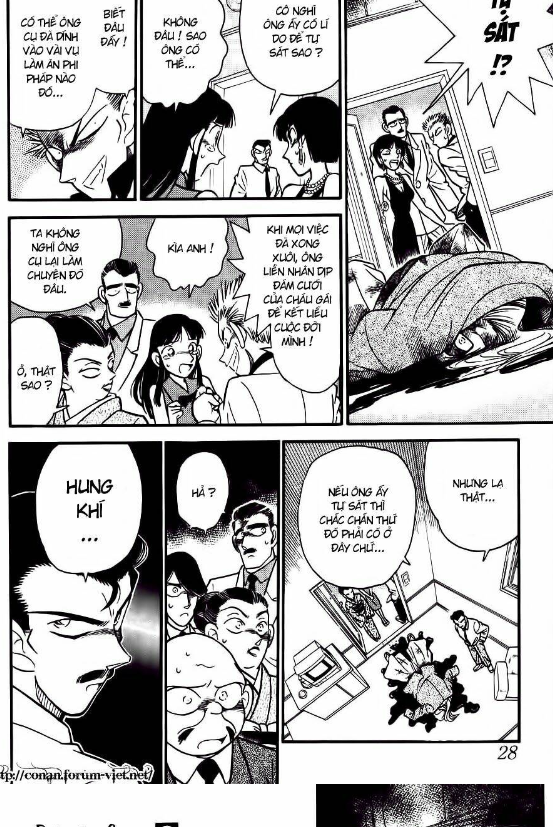 TỰ
SÁT
!?
CÓ NGHĨ
ÔNG ẤY CÓ LÍ
DO ĐỂ TỰ
SÁT SAO ?
KHÔNG
ĐÂU ! SAO
ÔNG CÓ
THỂ...
BIẾT
ĐÂU
ĐẤY !
CÓ THỂ ÔNG
CỤ ĐÃ DÍNH
VÀO VÀI VỤ
LÀM ĂN PHI
PHÁP NÀO
ĐÓ...
KHI MỌI VIỆC
ĐÃ XONG
XUÔI, ÔNG
LIỀN NHÂN DỊP
ĐÁM CƯỚI
CỦA CHÁU GÁI
ĐỂ KẾT LIỄU
CUỘC ĐỜI
MÌNH !
KÌA ANH !
TA KHÔNG
NGHĨ ÔNG
CỤ LẠI LÀM
CHUYỆN ĐÓ
ĐÂU.
Ồ, THẬT
SAO ?
NHƯNG LẠ
THẬT...
NẾU ÔNG ẤY
TỰ SÁT THÌ
CHẮC CHẮN THỨ
ĐÓ PHẢI CÓ Ở
ĐÂY CHỨ...
HẢ ?
HUNG
KHÍ
...
28
tp://conan.forum-viet.net/